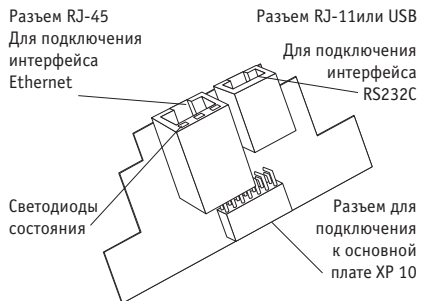 Разъем RJ-45
Для подключения
интерфейса
Ethernet
Разъем RJ-11или USB
Для подключения
интерфейса
RS232C
Светодиоды
состояния
Разъем для
подключения
к основной
плате XP 10